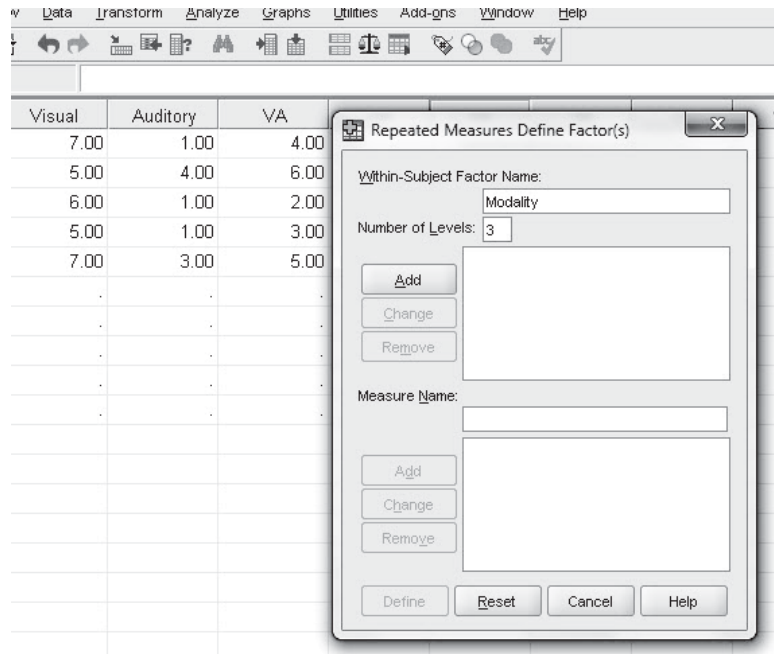 Data Transform Analyze Graphs Utilities Add-ons Window Help
Visual Auditory VA
7.00 1.00 4.00
5.00 4.00 6.00
6.00 1.00 2.00
5.00 1.00 3.00
7.00 3.00 5.00
. . .
. . .
. . .
. . .
. . .
Repeated Measures Define Factor(s)
Within-Subject Factor Name:
Modality
Number of Levels: 3
Add
Change
Remove
Measure Name:
Add
Change
Remove
Define Reset Cancel Help